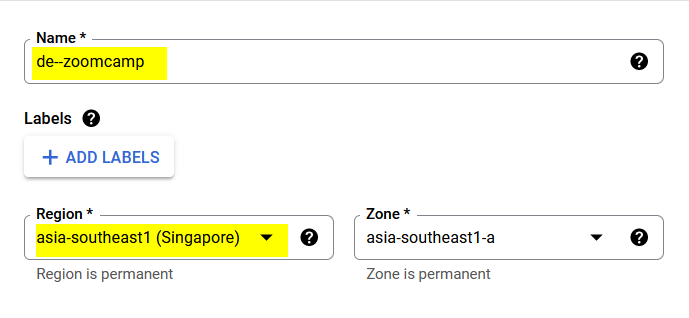 Name *
de--zoomcamp
Labels
ADD LABELS
Region * Zone *
asia-southeast1 (Singapore) asia-southeast1-a
Region is permanent Zone is permanent